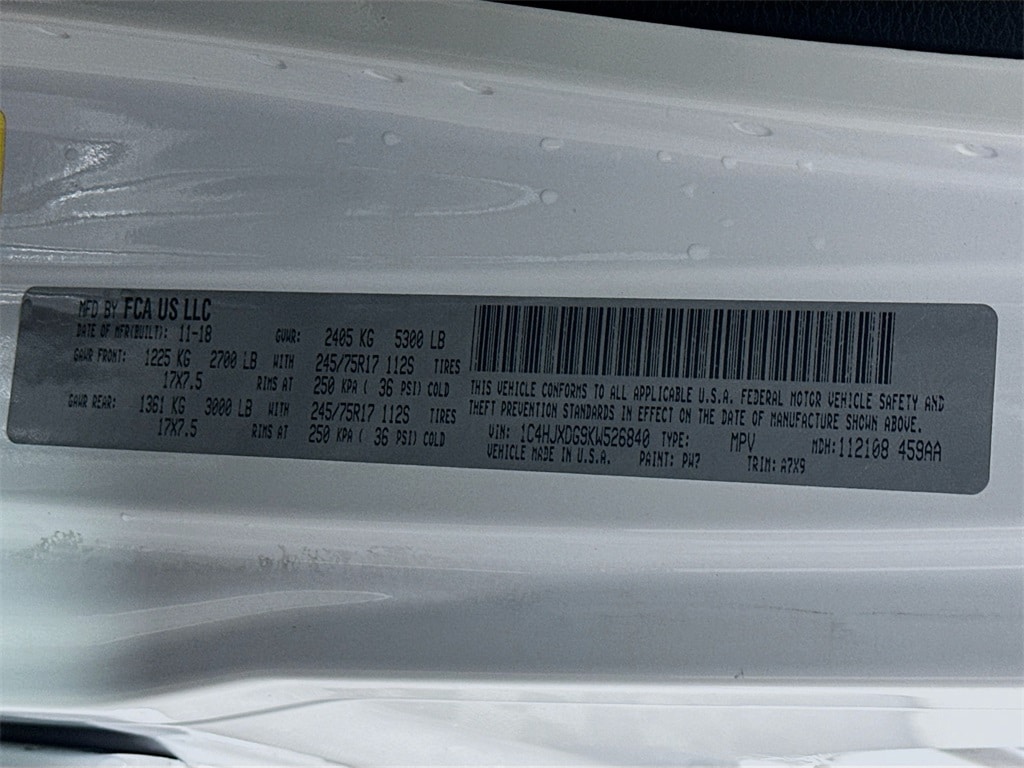 MFD BY FCA US LLC
DATE OF MFR(BUILT): 11-18 GVWR: 2405 KG 5300 LB
GAWR FRONT: 1225 KG 2700 LB WITH 245/75R17 112S TIRES
17X7.5 RIMS AT 250 KPA ( 36 PSI) COLD
GAWR REAR: 1361 KG 3000 LB WITH 245/75R17 112S TIRES
17X7.5 RIMS AT 250 KPA ( 36 PSI) COLD
THIS VEHICLE CONFORMS TO ALL APPLICABLE U.S.A. FEDERAL MOTOR VEHICLE SAFETY AND
THEFT PREVENTION STANDARDS IN EFFECT ON THE DATE OF MANUFACTURE SHOWN ABOVE.
VIN: 1C4HJXDG9KW526840 TYPE: MPV MDH:112108 459AA
VEHICLE MADE IN U.S.A. PAINT: PW7 TRIM: A7X9